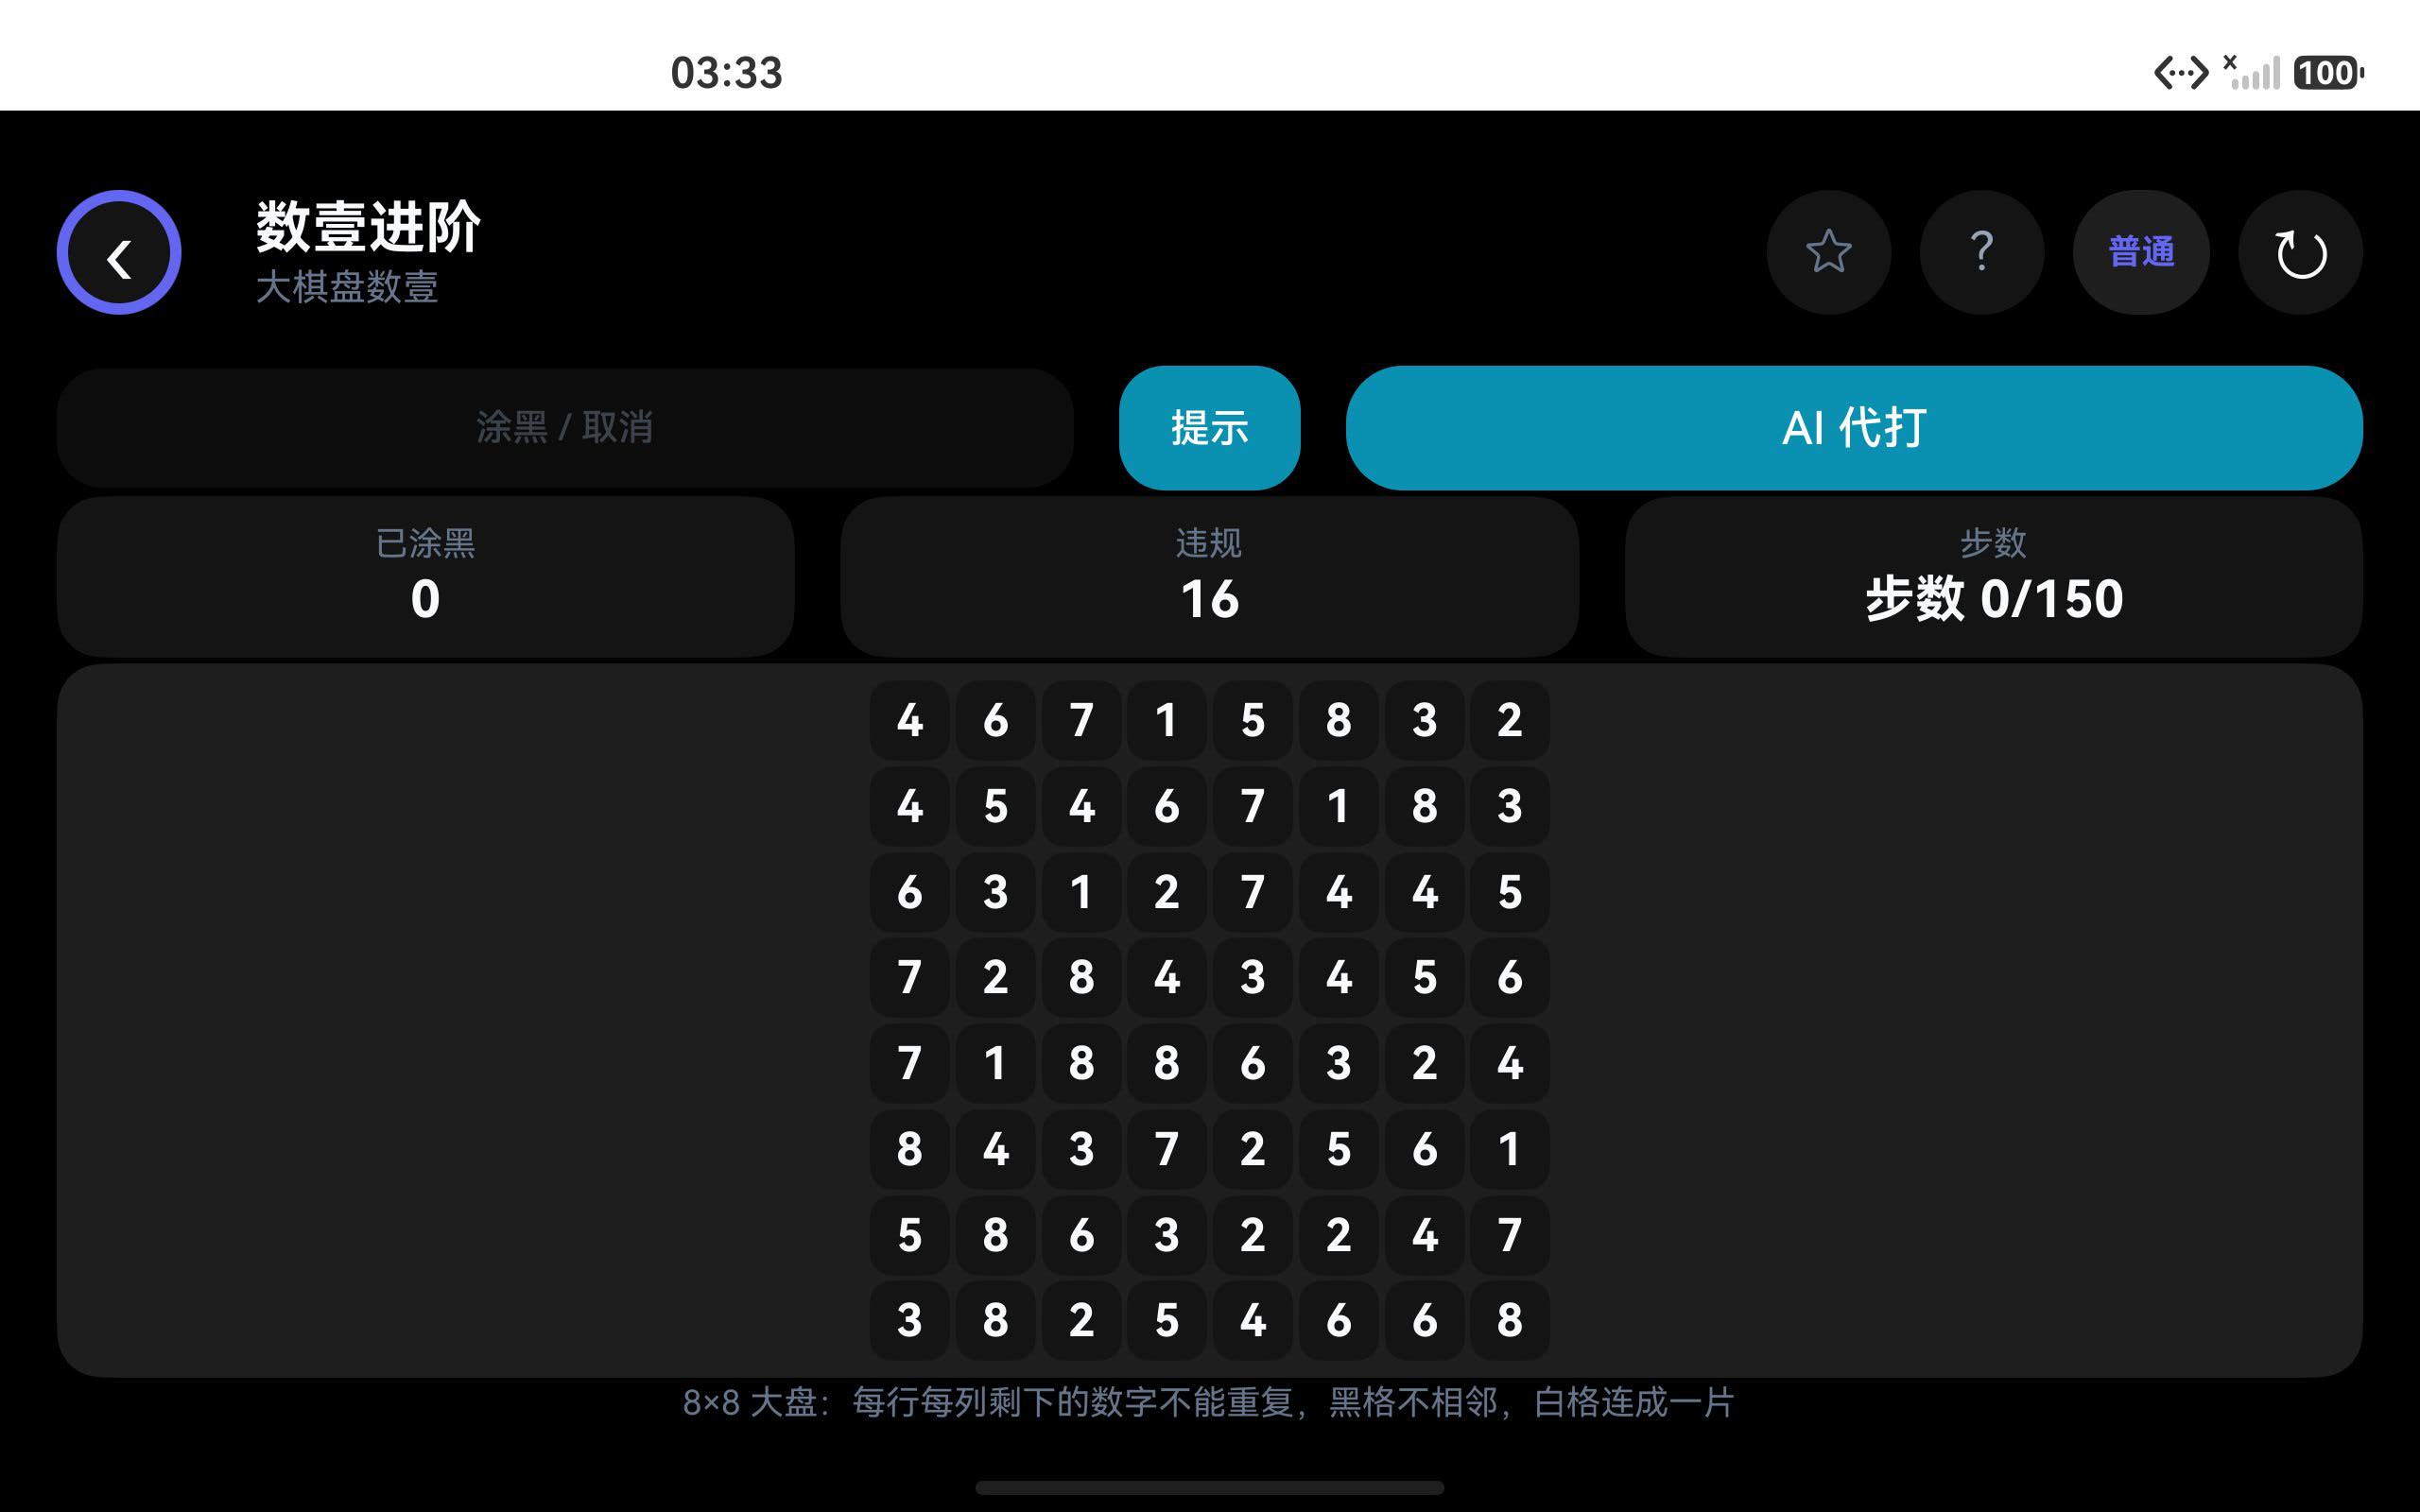 03:33
100
数壹进阶
大棋盘数壹
?
普通
涂黑 / 取消
提示
AI 代打
已涂黑
0
违规
16
步数
步数 0/150
4 6 7 1 5 8 3 2
4 5 4 6 7 1 8 3
6 3 1 2 7 4 4 5
7 2 8 4 3 4 5 6
7 1 8 8 6 3 2 4
8 4 3 7 2 5 6 1
5 8 6 3 2 2 4 7
3 8 2 5 4 6 6 8
8×8 大盘：每行每列剩下的数字不能重复，黑格不相邻，白格连成一片